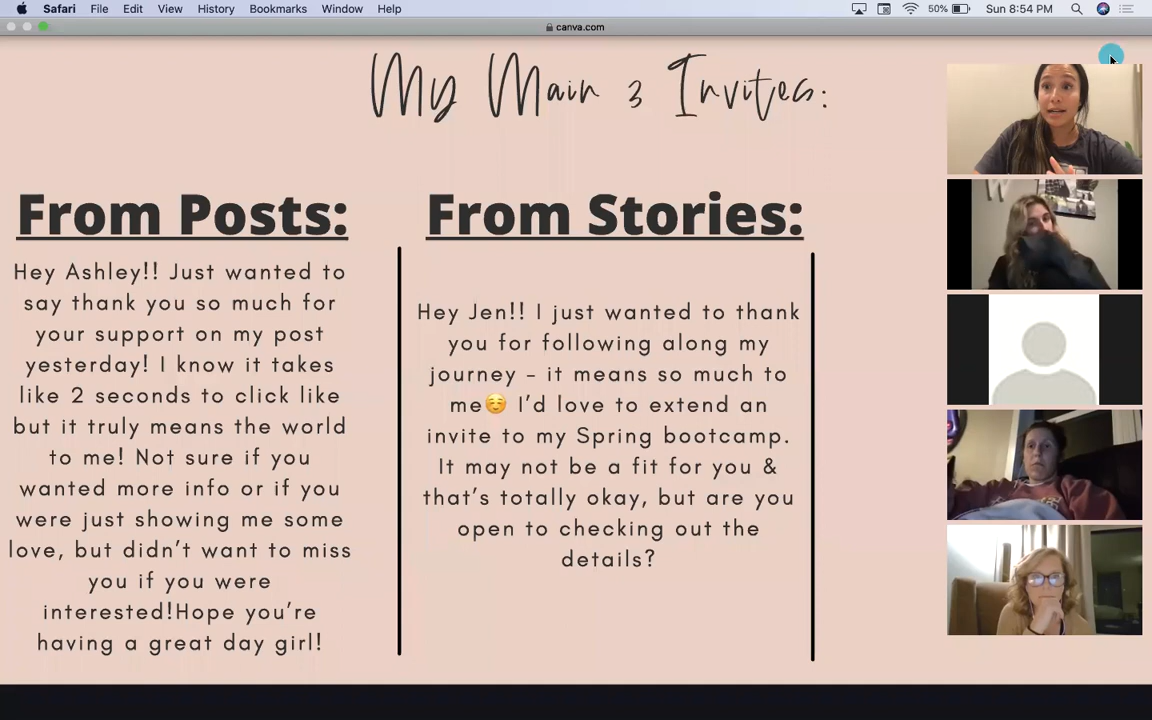 Safari File Edit View History Bookmarks Window Help 50% Sun 8:54 PM
canva.com
My Main 3 Invites:
From Posts:
Hey Ashley!! Just wanted to
say thank you so much for
your support on my post
yesterday! I know it takes
like 2 seconds to click like
but it truly means the world
to me! Not sure if you
wanted more info or if you
were just showing me some
love, but didn't want to miss
you if you were
interested!Hope you're
having a great day girl!
From Stories:
Hey Jen!! I just wanted to thank
you for following along my
journey - it means so much to
me☺️ I'd love to extend an
invite to my Spring bootcamp.
It may not be a fit for you &
that's totally okay, but are you
open to checking out the
details?
W